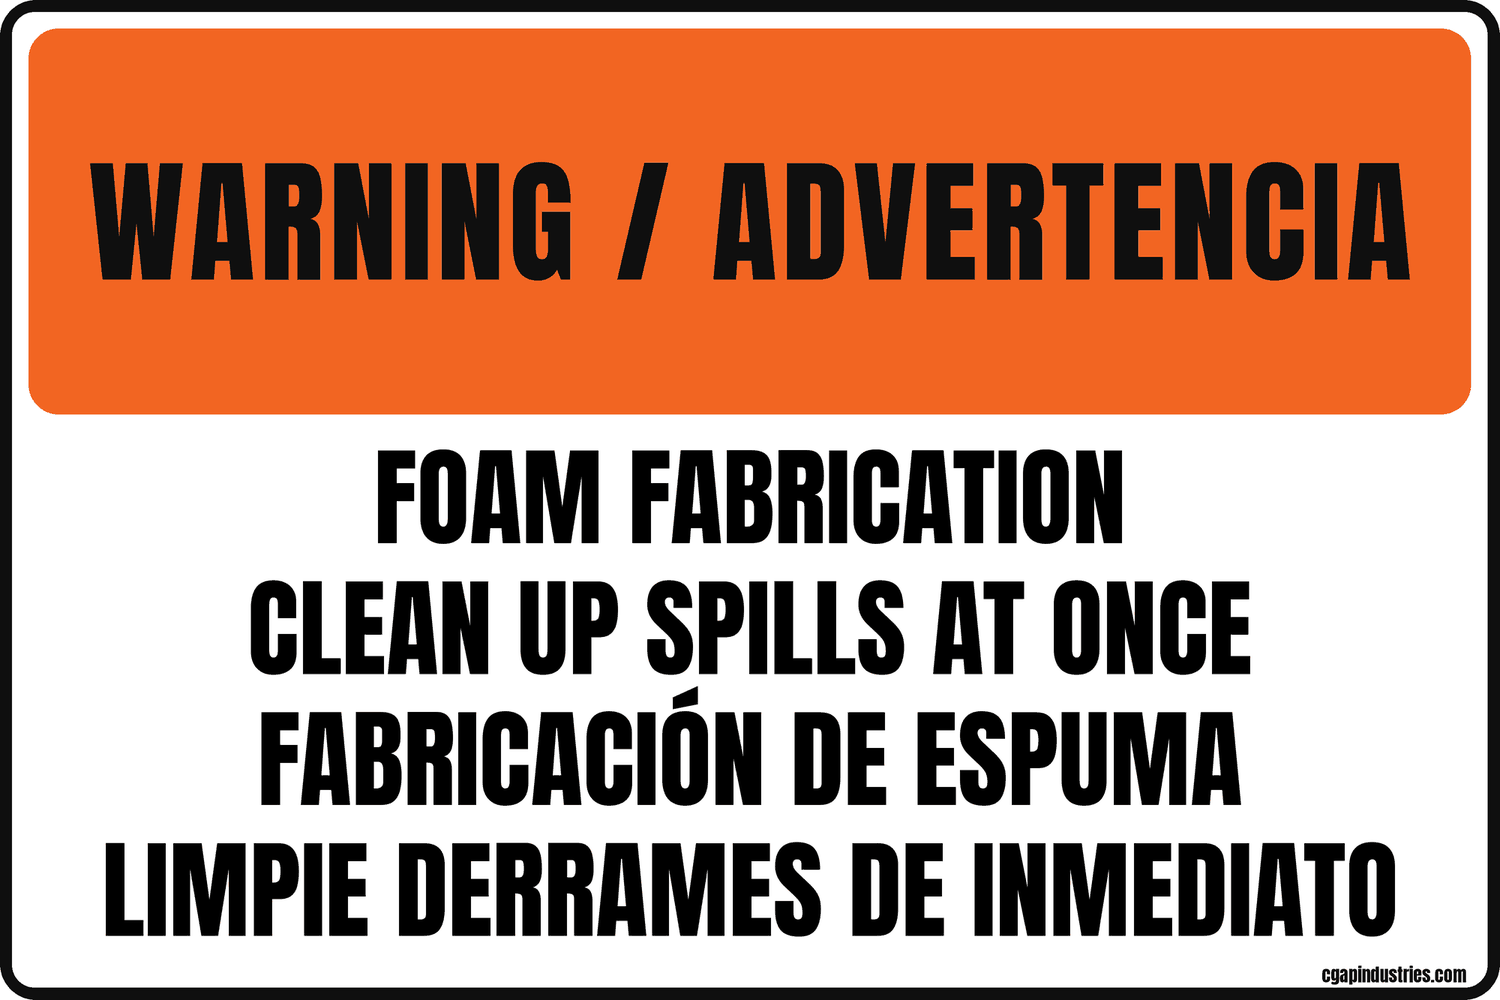 WARNING / ADVERTENCIA
FOAM FABRICATION
CLEAN UP SPILLS AT ONCE
FABRICACIÓN DE ESPUMA
LIMPIE DERRAMES DE INMEDIATO
cgapindustries.com